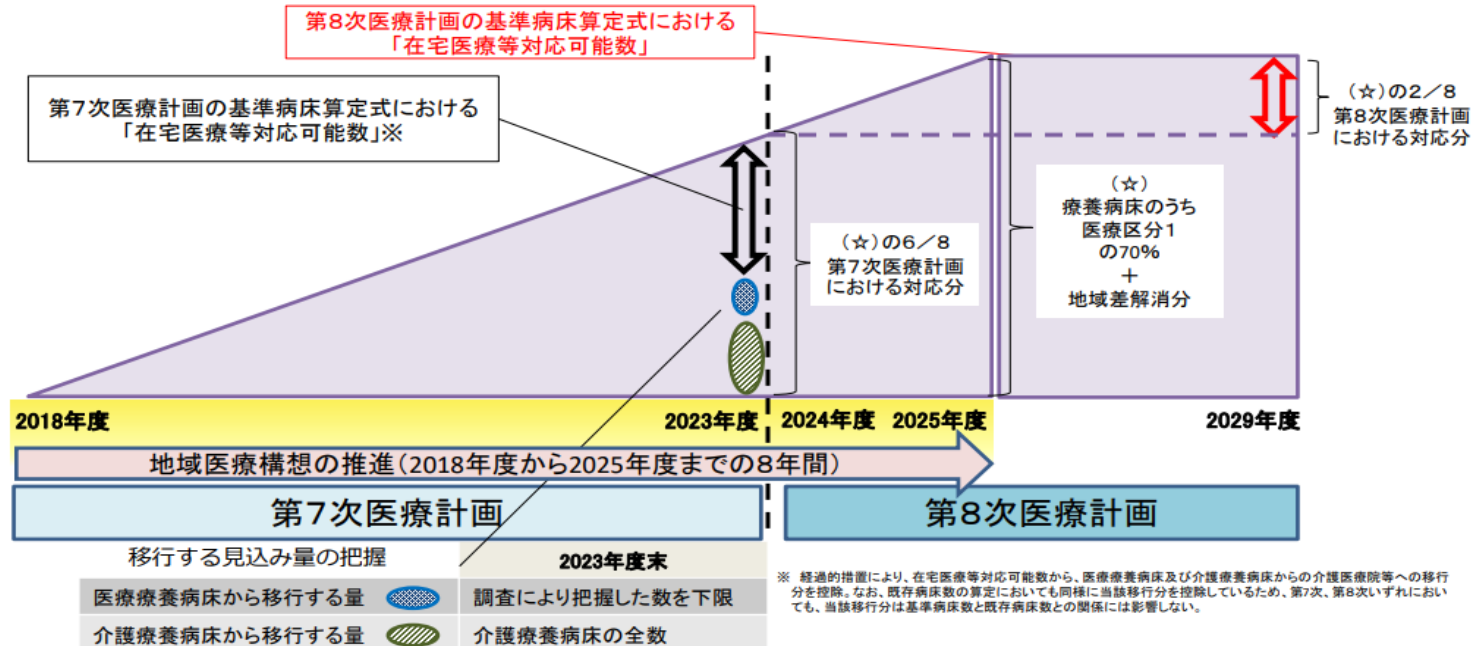 第8次医療計画の基準病床算定式における
「在宅医療等対応可能数」
第7次医療計画の基準病床算定式における
「在宅医療等対応可能数」※
(☆)の2/8
第8次医療計画
における対応分
(☆)の6/8
第7次医療計画
における対応分
(☆)
療養病床のうち
医療区分1
の70%
+
地域差解消分
2018年度
2023年度
2024年度
2025年度
2029年度
地域医療構想の推進(2018年度から2025年度までの8年間)
第7次医療計画
第8次医療計画
移行する見込み量の把握
2023年度末
医療療養病床から移行する量
調査により把握した数を下限
介護療養病床から移行する量
介護療養病床の全数
※ 経過的措置により、在宅医療等対応可能数から、医療療養病床及び介護療養病床からの介護医療院等への移行
分を控除。なお、既存病床数の算定においても同様に当該移行分を控除しているため、第7次、第8次いずれにおい
ても、当該移行分は基準病床数と既存病床数との関係には影響しない。